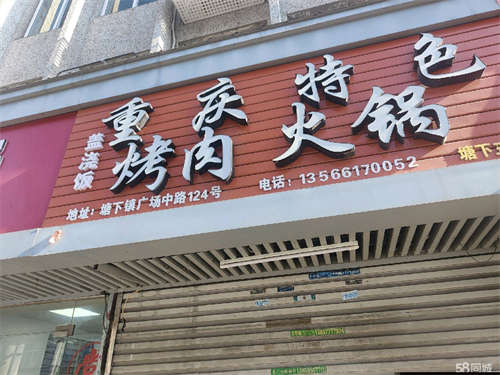 盖浇饭
重庆特色
烤肉火锅
地址：塘下镇广场中路124号
电话：13566170052
塘下
58同城